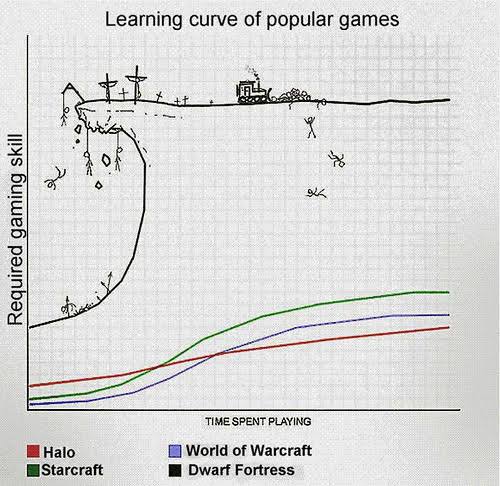 Learning curve of popular games
Required gaming skill
TIME SPENT PLAYING
Halo
World of Warcraft
Starcraft
Dwarf Fortress